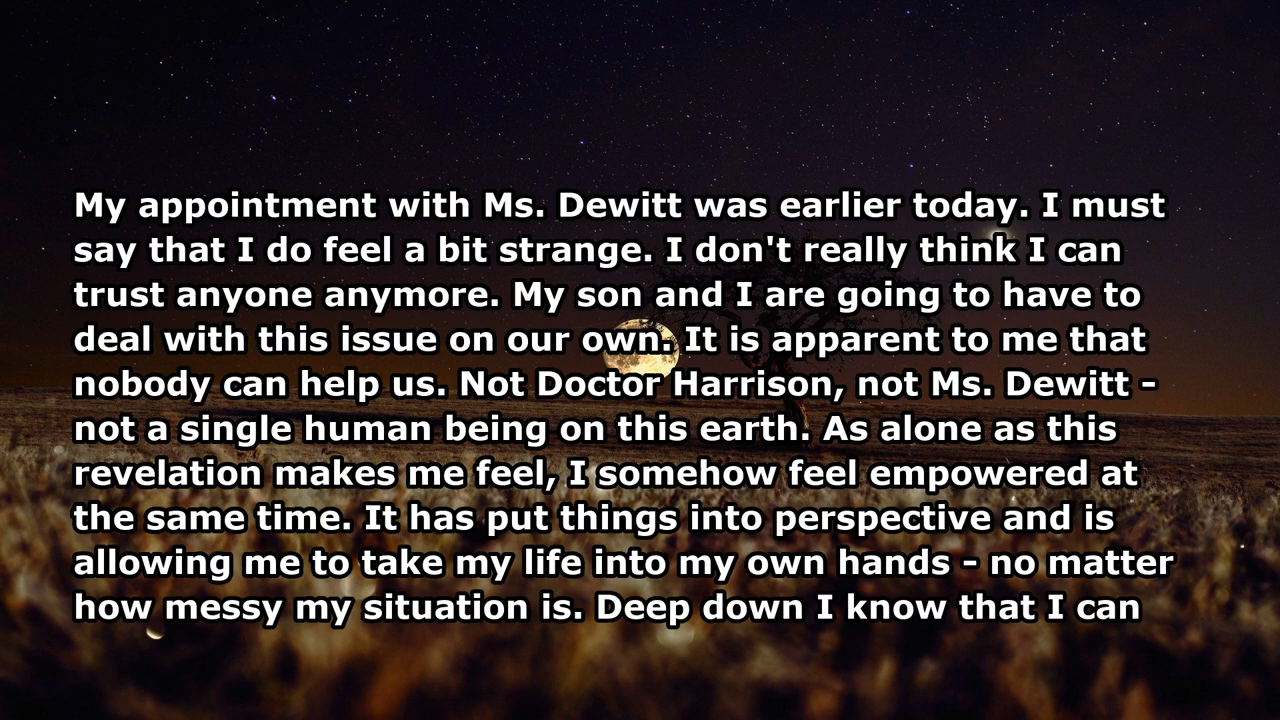 My appointment with Ms. Dewitt was earlier today. I must
say that I do feel a bit strange. I don't really think I can
trust anyone anymore. My son and I are going to have to
deal with this issue on our own. It is apparent to me that
nobody can help us. Not Doctor Harrison, not Ms. Dewitt -
not a single human being on this earth. As alone as this
revelation makes me feel, I somehow feel empowered at
the same time. It has put things into perspective and is
allowing me to take my life into my own hands - no matter
how messy my situation is. Deep down I know that I can